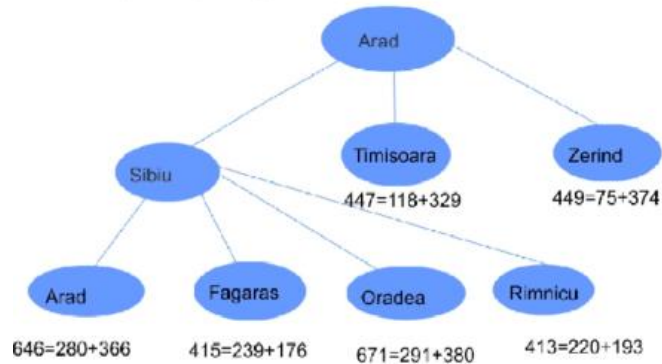 Arad
Timisoara
Zerind
Sibiu
447=118+329
449=75+374
Arad
Fagaras
Oradea
Rimnicu
646=280+366
415=239+176
671=291+380
413=220+193